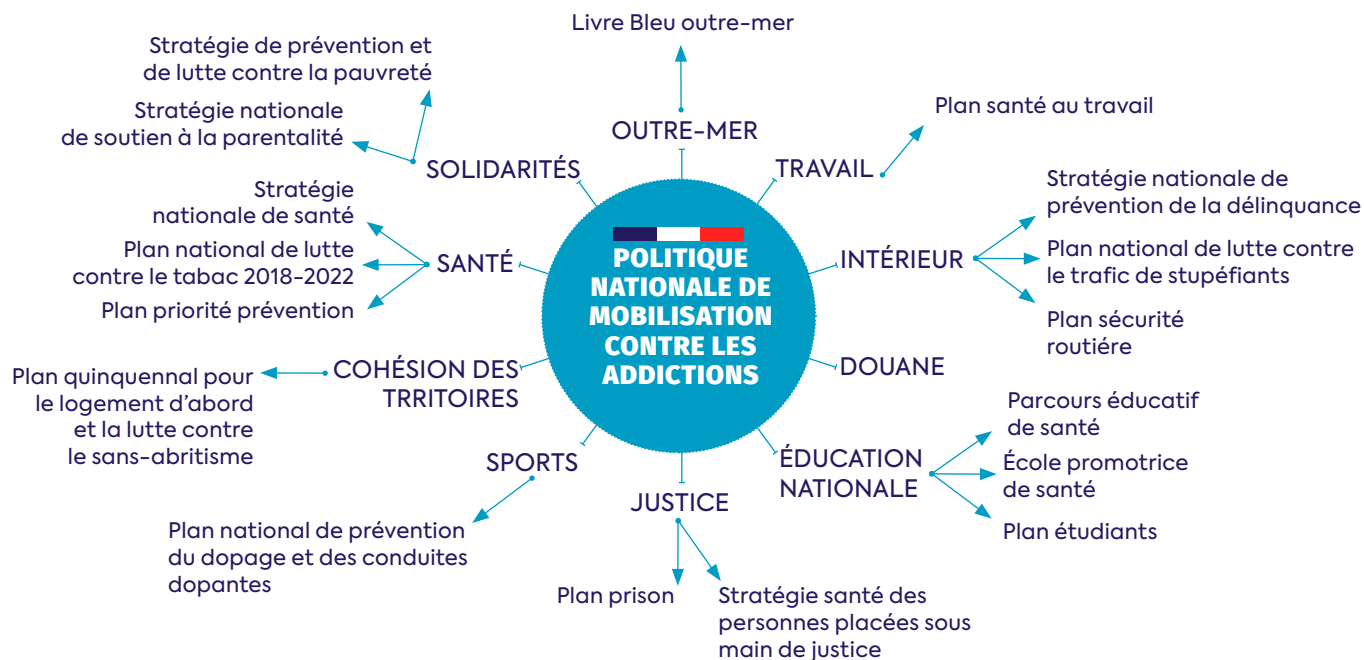 Livre Bleu outre-mer
Stratégie de prévention et
de lutte contre la pauvreté
Stratégie nationale
de soutien à la parentalité
SOLIDARITÉS
OUTRE-MER
TRAVAIL
Plan santé au travail
Stratégie
nationale de santé
Plan national de lutte
contre le tabac 2018-2022
Plan priorité prévention
SANTÉ
POLITIQUE
NATIONALE DE
MOBILISATION
CONTRE LES
ADDICTIONS
INTÉRIEUR
Stratégie nationale de
prévention de la délinquance
Plan national de lutte contre
le trafic de stupéfiants
Plan sécurité
routiére
DOUANE
COHÉSION DES
TRRITOIRES
Plan quinquennal pour
le logement d’abord
et la lutte contre
le sans-abritisme
SPORTS
Plan national de prévention
du dopage et des conduites
dopantes
JUSTICE
Plan prison
Stratégie santé des
personnes placées sous
main de justice
ÉDUCATION
NATIONALE
Parcours éducatif
de santé
École promotrice
de santé
Plan étudiants